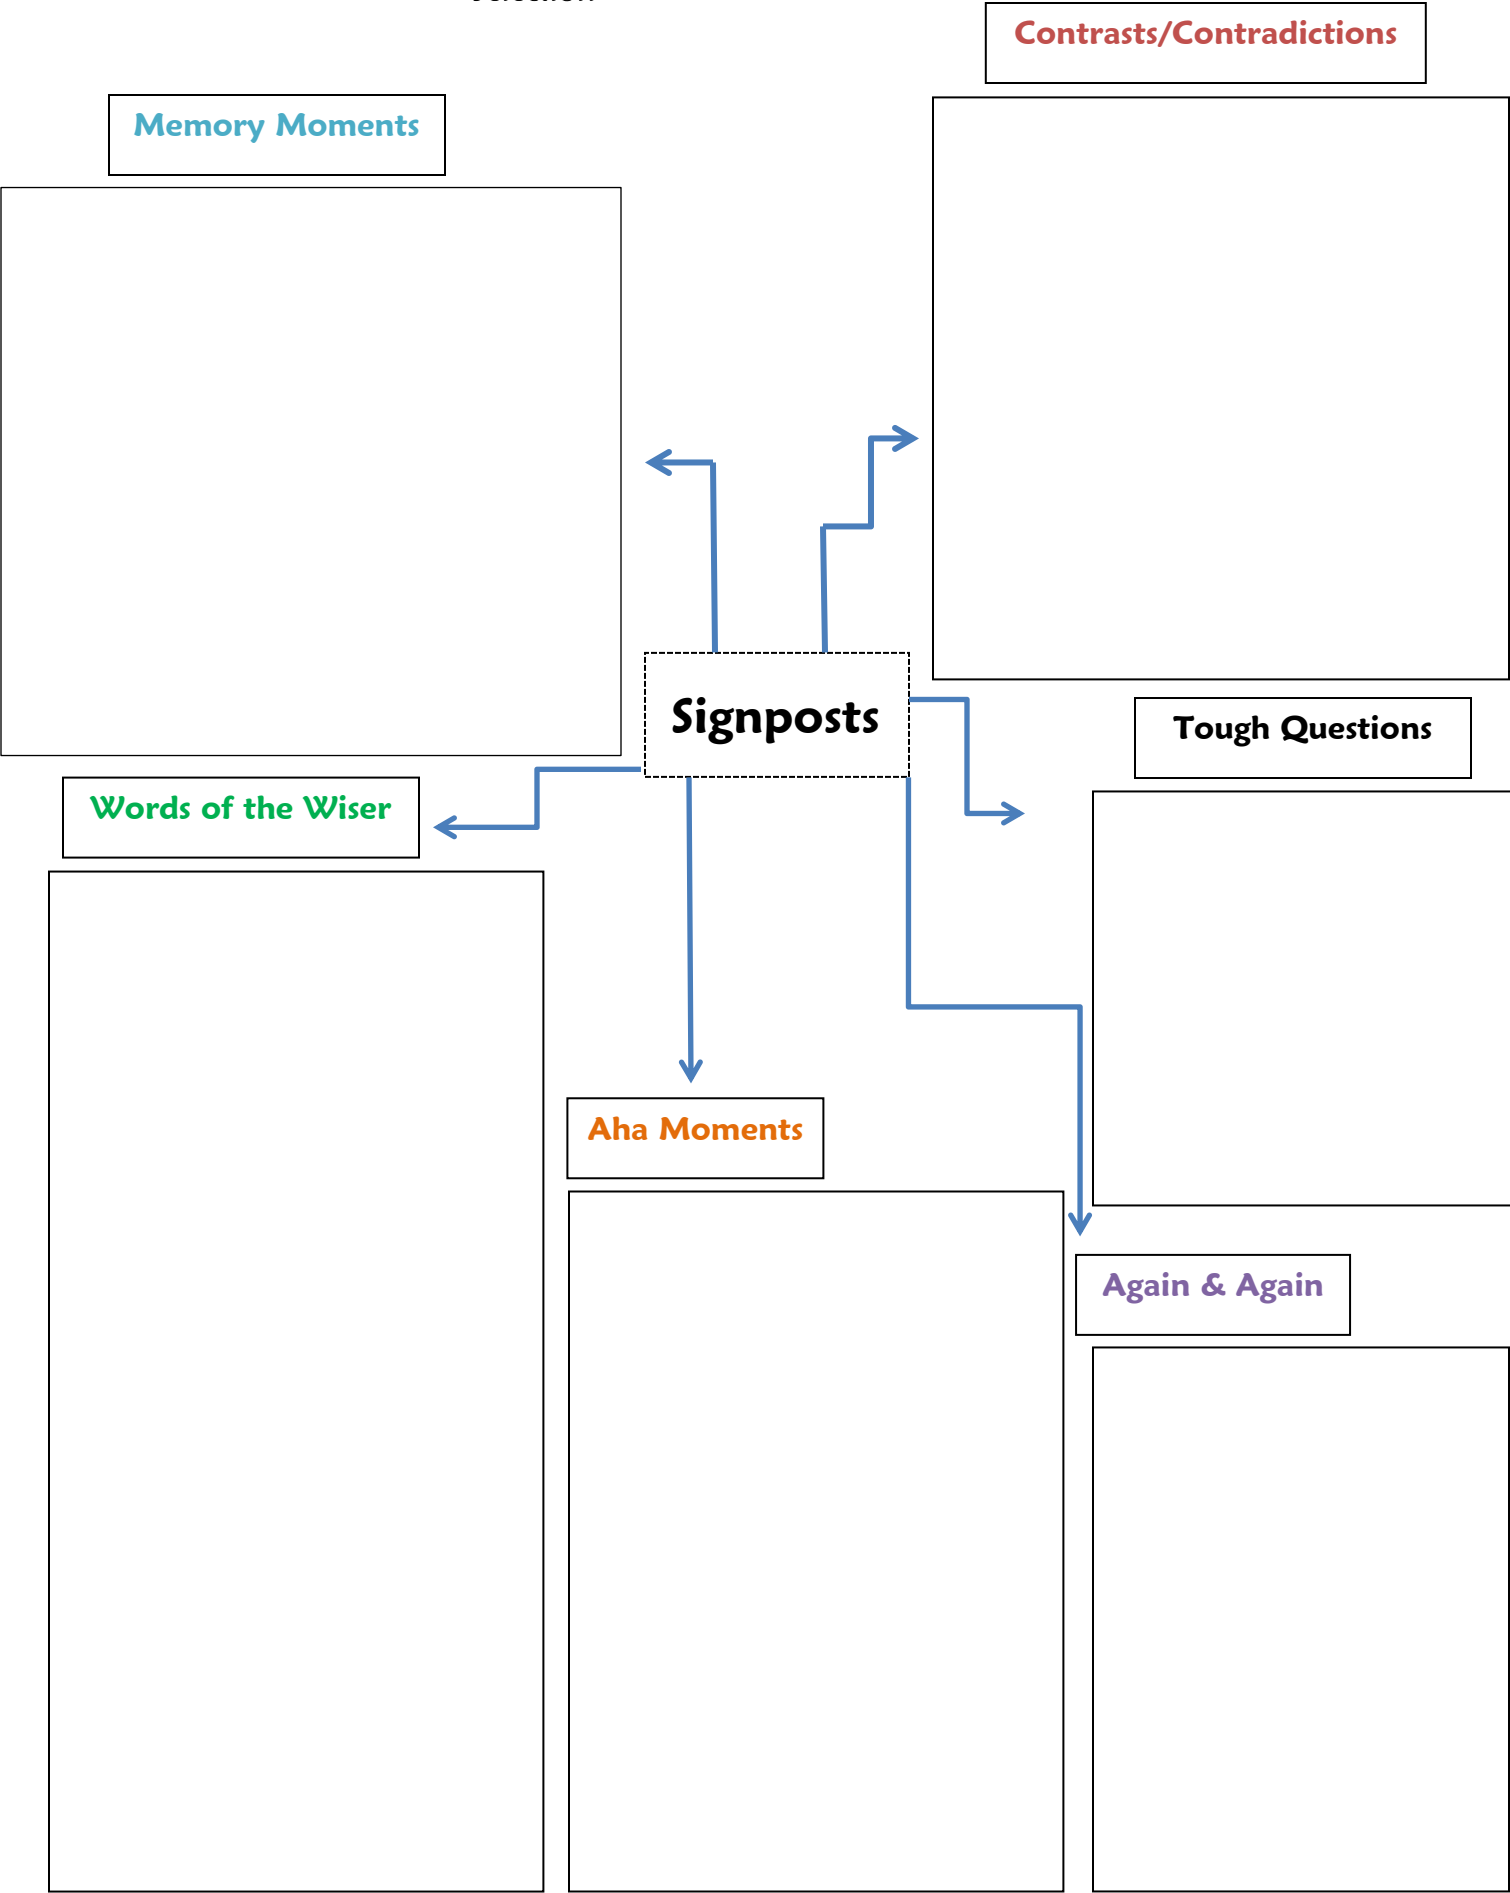 Contrasts/Contradictions
Memory Moments
Signposts
Tough Questions
Words of the Wiser
Aha Moments
Again & Again